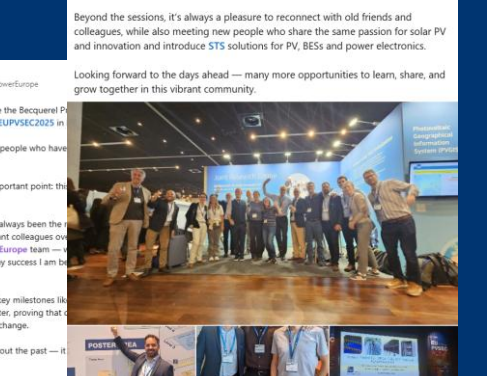 Beyond the sessions, it's always a pleasure to reconnect with old friends and
colleagues, while also meeting new people who share the same passion for solar PV
and innovation and introduce STS solutions for PV, BESs and power electronics.
Looking forward to the days ahead — many more opportunities to learn, share, and
grow together in this vibrant community.
owerEurope
the Becquerel Pr
EUPVSEC2025 in
people who have
portant point: this
always been the r
nt colleagues ov
Europe team — w
y success I am be
key milestones lik
ter, proving that c
change.
out the past — it
Photovoltaic
Geographical
Information
System (PVGIS
POSTER